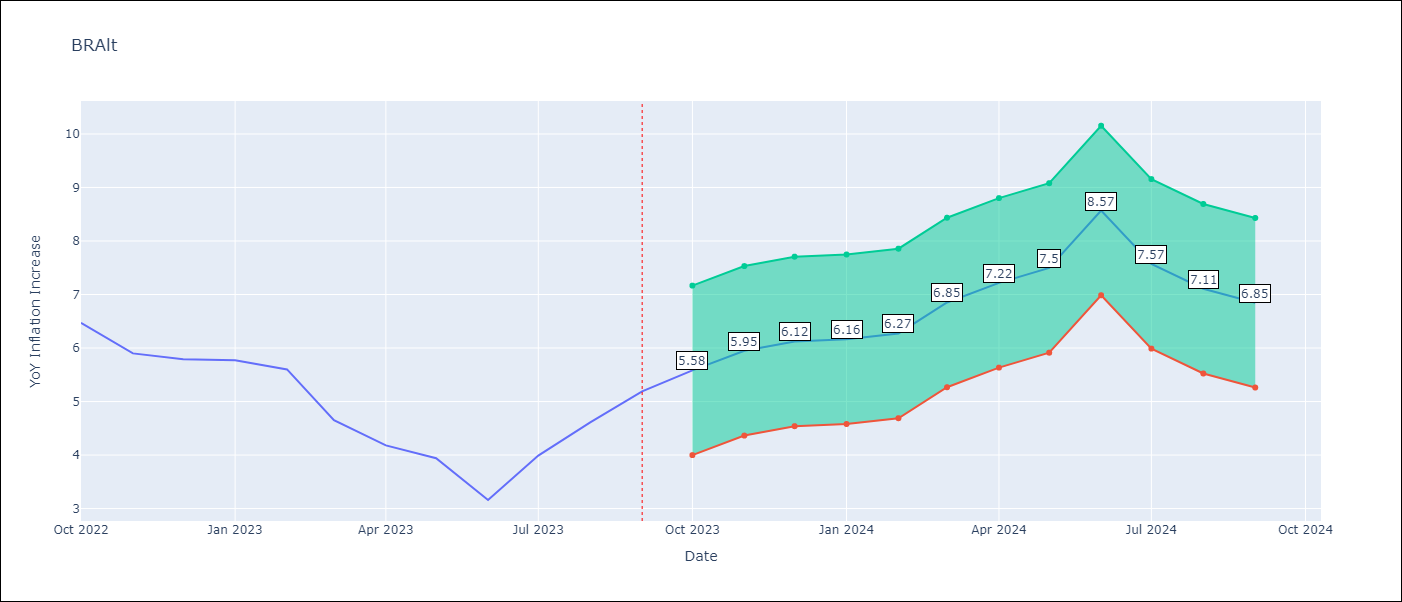 BRAlt
YoY Inflation Increase
10
9
8
7
6
5
4
3
5.58
5.95
6.12
6.16
6.27
6.85
7.22
7.5
8.57
7.57
7.11
6.85
Oct 2022
Jan 2023
Apr 2023
Jul 2023
Oct 2023
Jan 2024
Apr 2024
Jul 2024
Oct 2024
Date